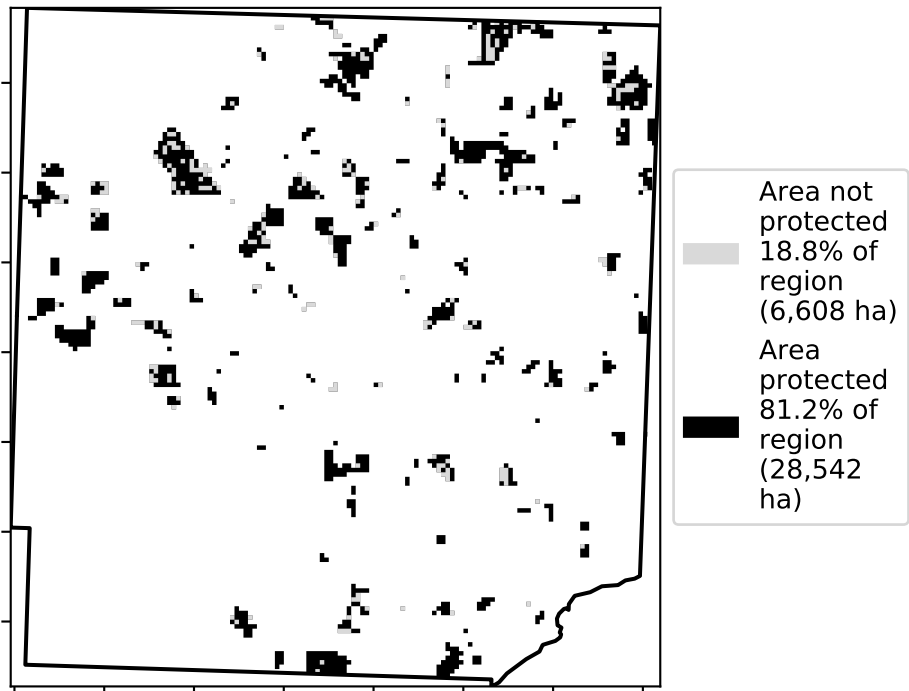 Area not
protected
18.8% of
region
(6,608 ha)
Area
protected
81.2% of
region
(28,542
ha)